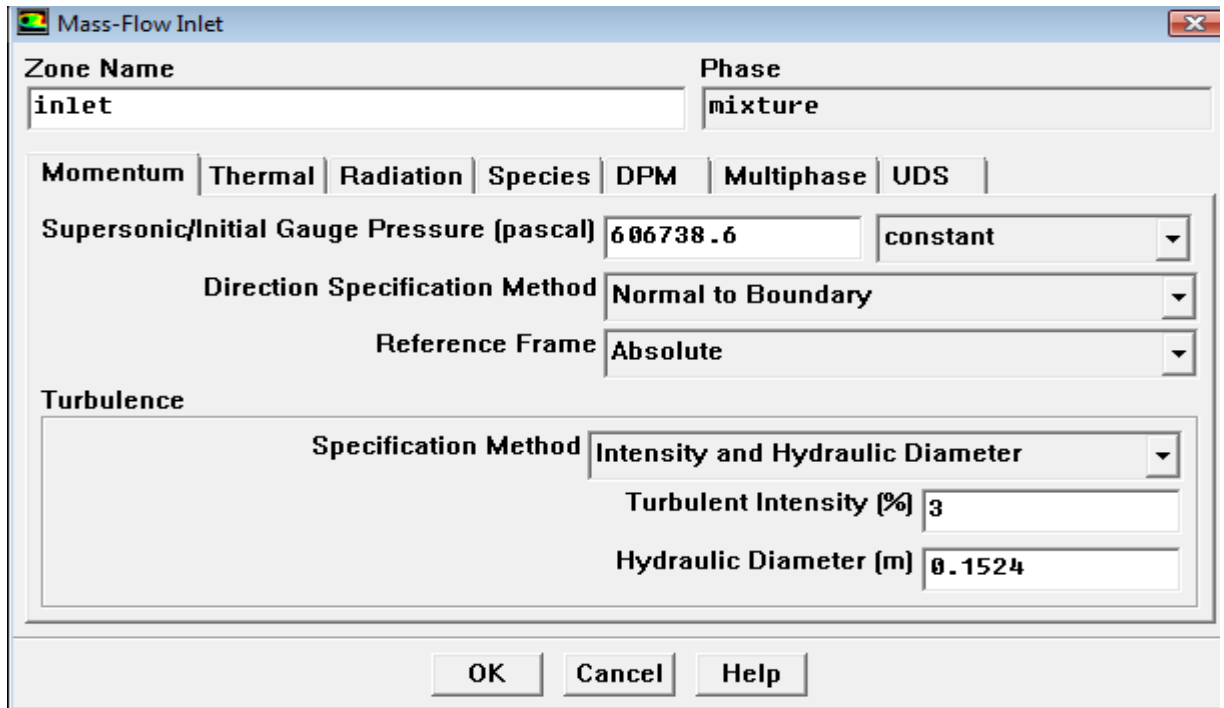 Mass-Flow Inlet
Zone Name Phase
inlet mixture
Momentum Thermal Radiation Species DPM Multiphase UDS
Supersonic/Initial Gauge Pressure (pascal) 606738.6 constant
Direction Specification Method Normal to Boundary
Reference Frame Absolute
Turbulence
Specification Method Intensity and Hydraulic Diameter
Turbulent Intensity (%) 3
Hydraulic Diameter (m) 0.1524
OK Cancel Help